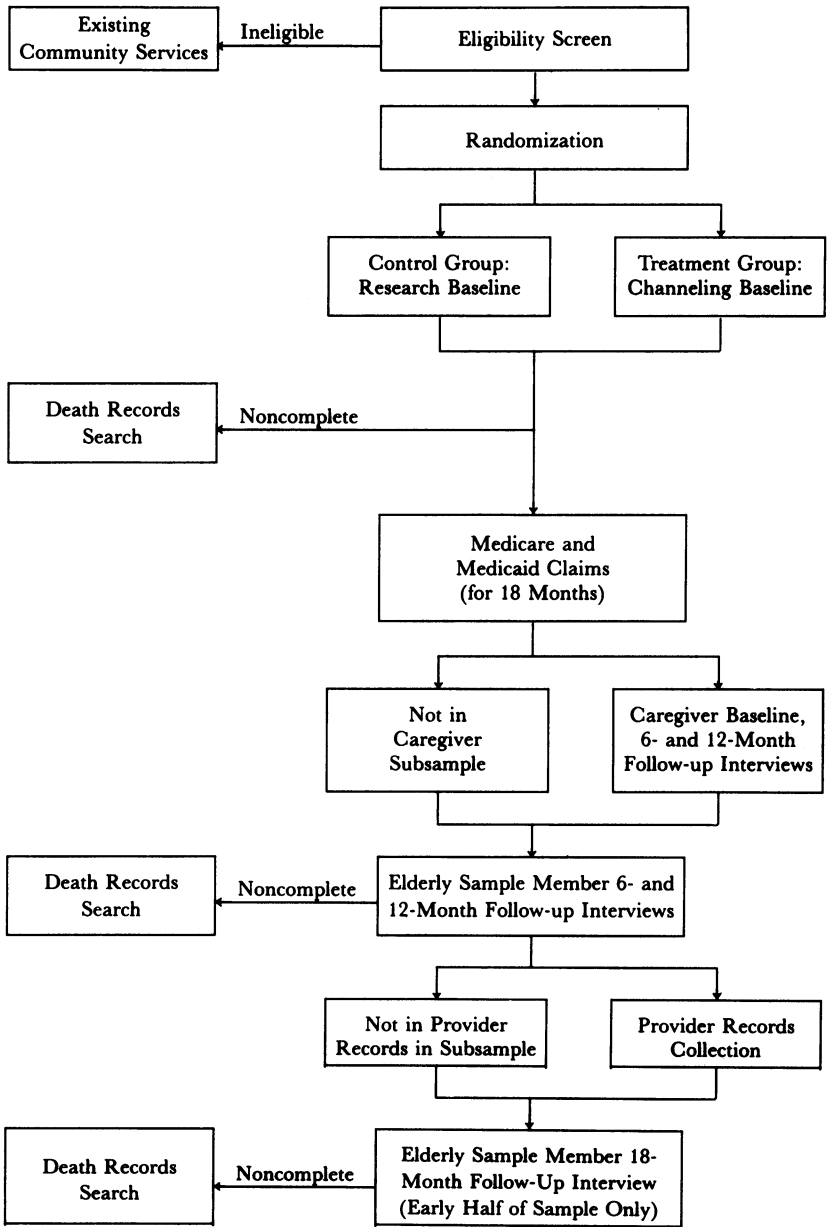 Existing
Community Services
Ineligible
Eligibility Screen
Randomization
Control Group:
Research Baseline
Treatment Group:
Channeling Baseline
Death Records
Search
Noncomplete
Medicare and
Medicaid Claims
(for 18 Months)
Not in
Caregiver
Subsample
Caregiver Baseline,
6- and 12-Month
Follow-up Interviews
Death Records
Search
Noncomplete
Elderly Sample Member 6- and
12-Month Follow-up Interviews
Not in Provider
Records in Subsample
Provider Records
Collection
Death Records
Search
Noncomplete
Elderly Sample Member 18-
Month Follow-Up Interview
(Early Half of Sample Only)